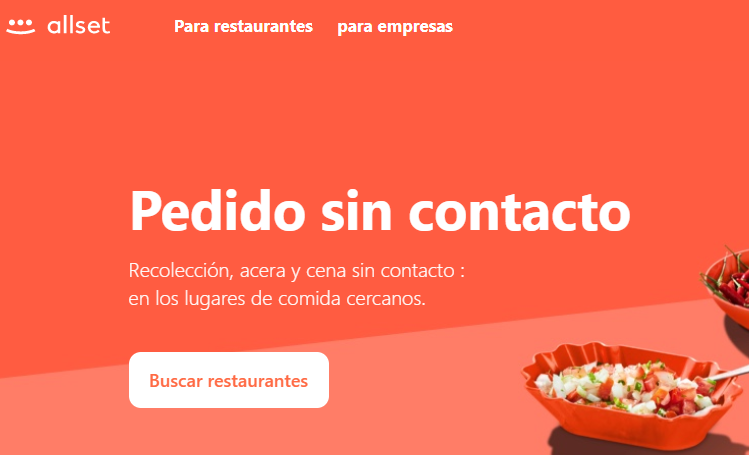 allset
Para restaurantes para empresas
Pedido sin contacto
Recolección, acera y cena sin contacto :
en los lugares de comida cercanos.
Buscar restaurantes